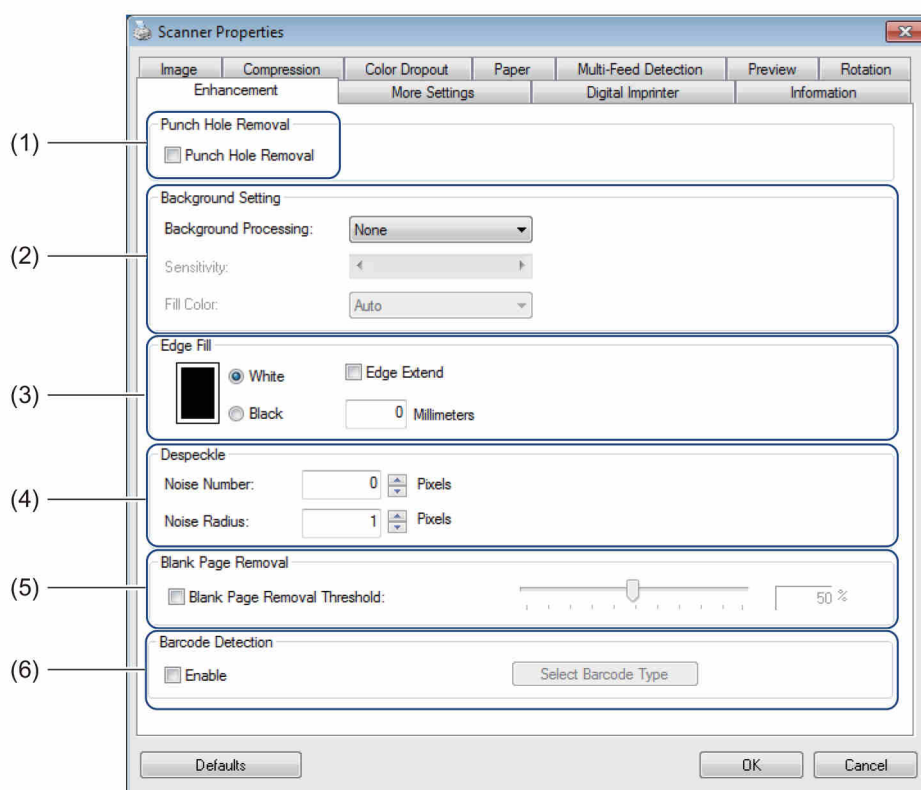 Scanner Properties
Image Compression Color Dropout Paper Multi-Feed Detection Preview Rotation
Enhancement More Settings Digital Imprinter Information
(1)
Punch Hole Removal
Punch Hole Removal
(2)
Background Setting
Background Processing: None
Sensitivity:
Fill Color: Auto
(3)
Edge Fill
White Edge Extend
Black 0 Millimeters
(4)
Despeckle
Noise Number: 0 Pixels
Noise Radius: 1 Pixels
(5)
Blank Page Removal
Blank Page Removal Threshold: 50 %
(6)
Barcode Detection
Enable Select Barcode Type
Defaults OK Cancel